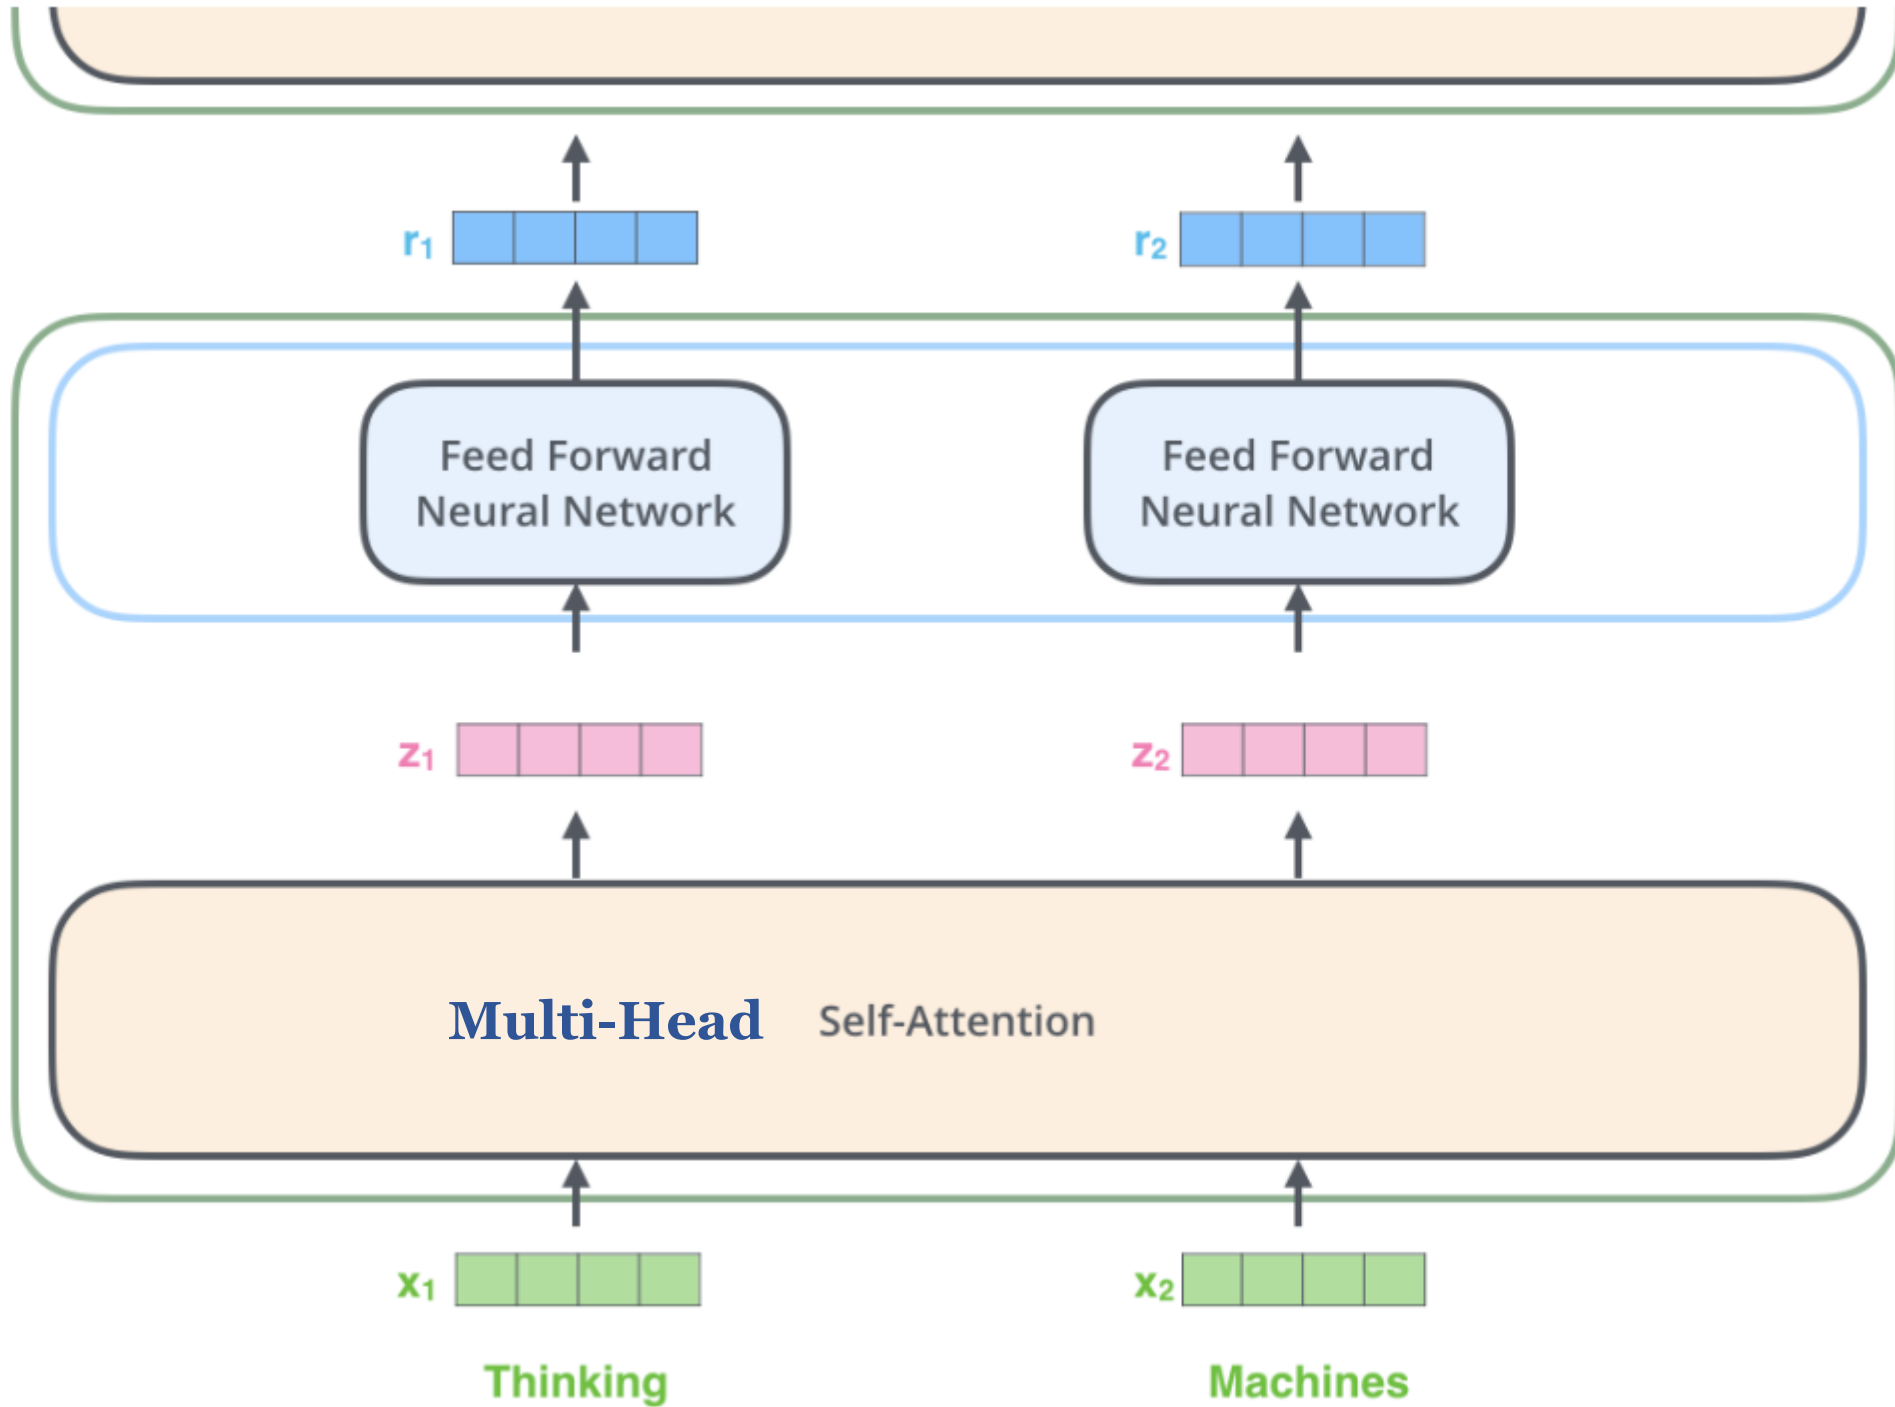 r1
r2
Feed Forward
Neural Network
Feed Forward
Neural Network
z1
z2
Multi-Head Self-Attention
x1
x2
Thinking
Machines